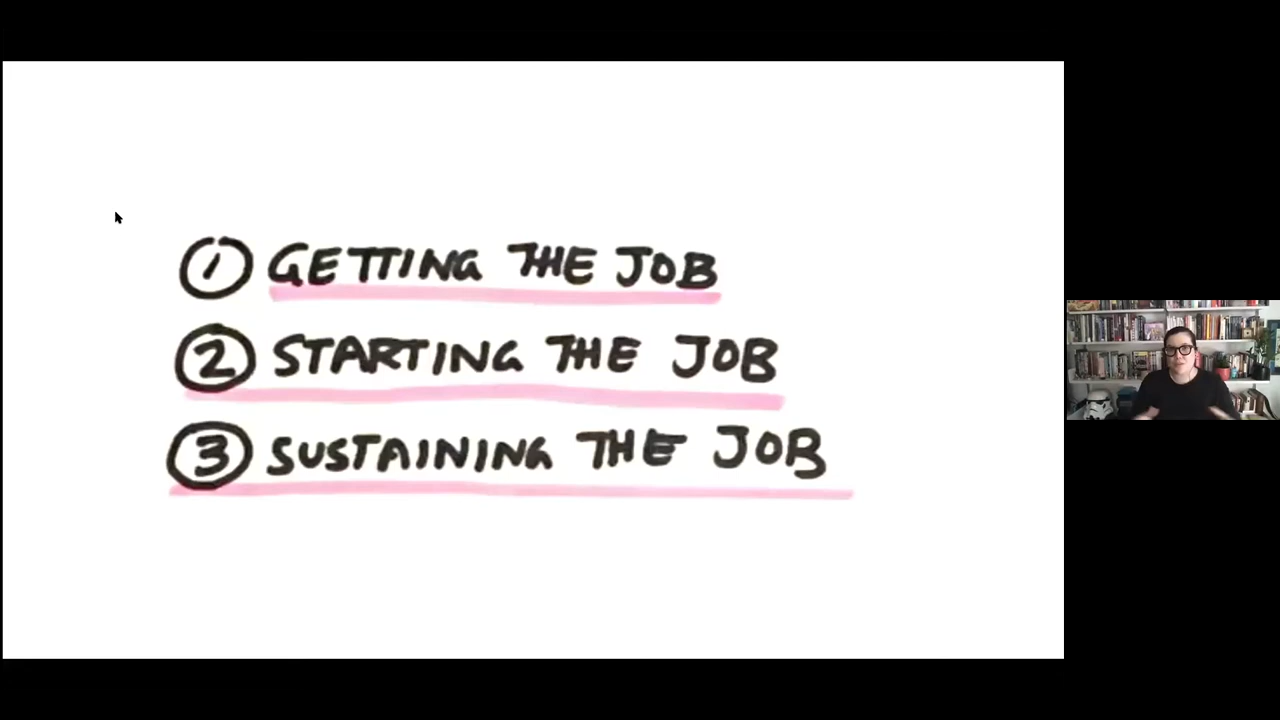 1 GETTING THE JOB
2 STARTING THE JOB
3 SUSTAINING THE JOB